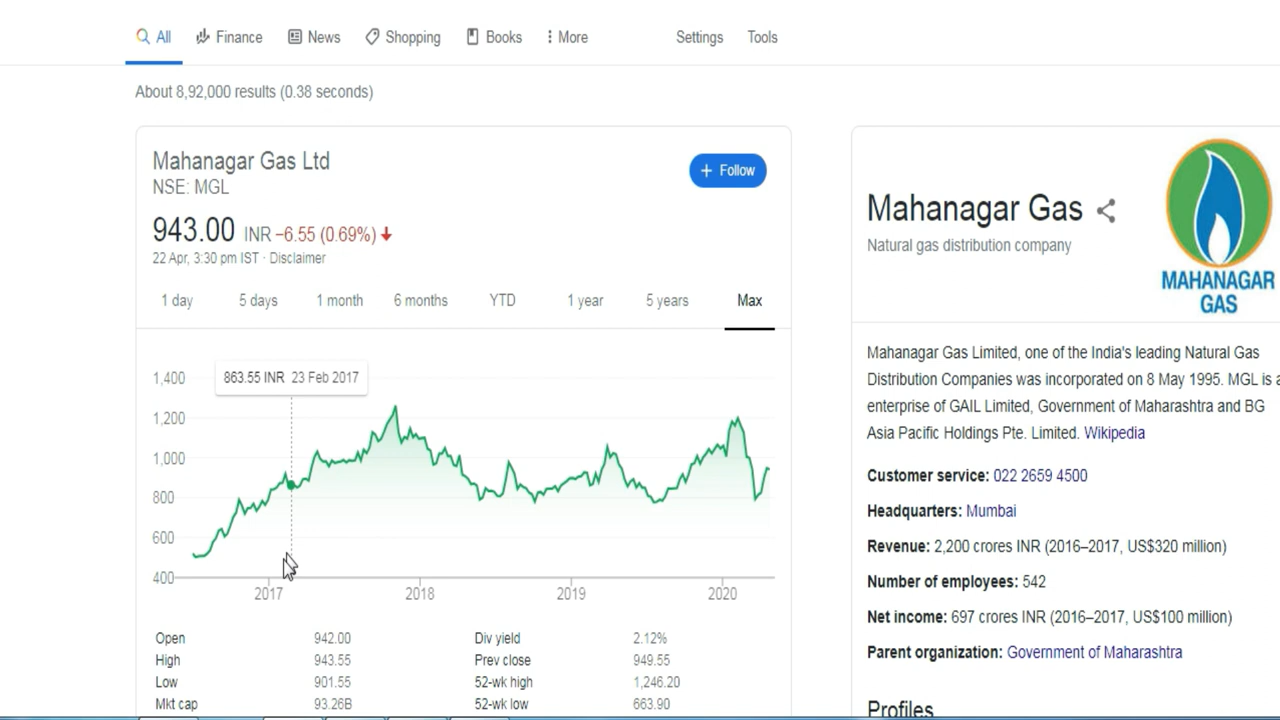 All Finance News Shopping Books More Settings Tools
About 8,92,000 results (0.38 seconds)
Mahanagar Gas Ltd
NSE: MGL
+ Follow
943.00 INR −6.55 (0.69%)
22 Apr, 3:30 pm IST · Disclaimer
1 day 5 days 1 month 6 months YTD 1 year 5 years Max
863.55 INR 23 Feb 2017
1,400
1,200
1,000
800
600
400
2017 2018 2019 2020
Open 942.00 Div yield 2.12%
High 943.55 Prev close 949.55
Low 901.55 52-wk high 1,246.20
Mkt cap 93.26B 52-wk low 663.90
Mahanagar Gas
Natural gas distribution company
MAHANAGAR
GAS
Mahanagar Gas Limited, one of the India's leading Natural Gas
Distribution Companies was incorporated on 8 May 1995. MGL is a
enterprise of GAIL Limited, Government of Maharashtra and BG
Asia Pacific Holdings Pte. Limited. Wikipedia
Customer service: 022 2659 4500
Headquarters: Mumbai
Revenue: 2,200 crores INR (2016–2017, US$320 million)
Number of employees: 542
Net income: 697 crores INR (2016–2017, US$100 million)
Parent organization: Government of Maharashtra
Profiles